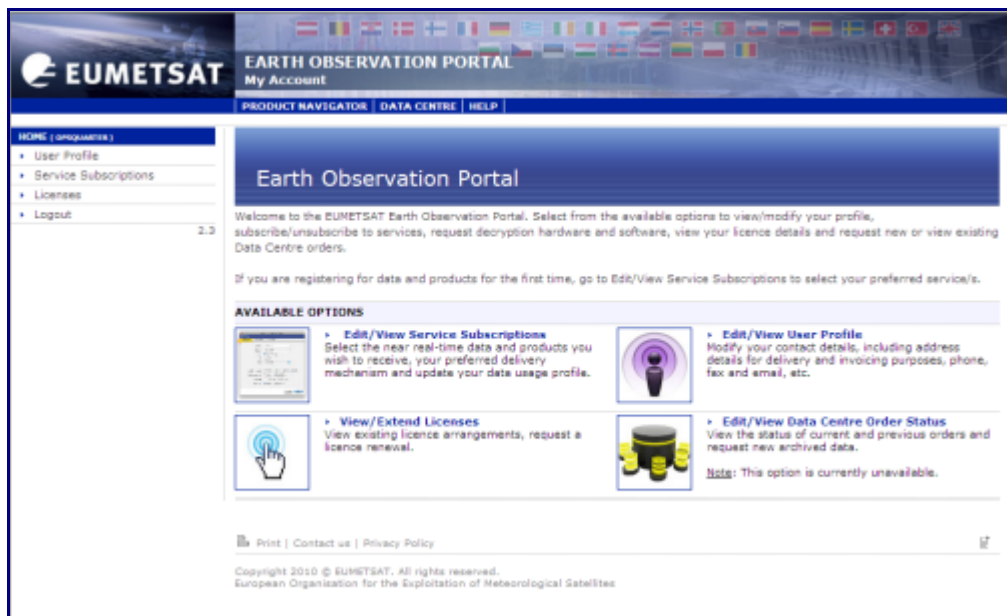 EUMETSAT
EARTH OBSERVATION PORTAL
My Account
PRODUCT NAVIGATOR | DATA CENTRE | HELP |
HOME ( OPSQUARTER )
User Profile
Service Subscriptions
Licenses
Logout
2.3
Earth Observation Portal
Welcome to the EUMETSAT Earth Observation Portal. Select from the available options to view/modify your profile,
subscribe/unsubscribe to services, request decryption hardware and software, view your licence details and request new or view existing
Data Centre orders.
If you are registering for data and products for the first time, go to Edit/View Service Subscriptions to select your preferred service/s.
AVAILABLE OPTIONS
Edit/View Service Subscriptions
Select the near real-time data and products you
wish to receive, your preferred delivery
mechanism and update your data usage profile.
Edit/View User Profile
Modify your contact details, including address
details for delivery and invoicing purposes, phone,
fax and email, etc.
View/Extend Licenses
View existing licence arrangements, request a
licence renewal.
Edit/View Data Centre Order Status
View the status of current and previous orders and
request new archived data.
Note: This option is currently unavailable.
Print | Contact us | Privacy Policy
Copyright 2010 © EUMETSAT. All rights reserved.
European Organisation for the Exploitation of Meteorological Satellites